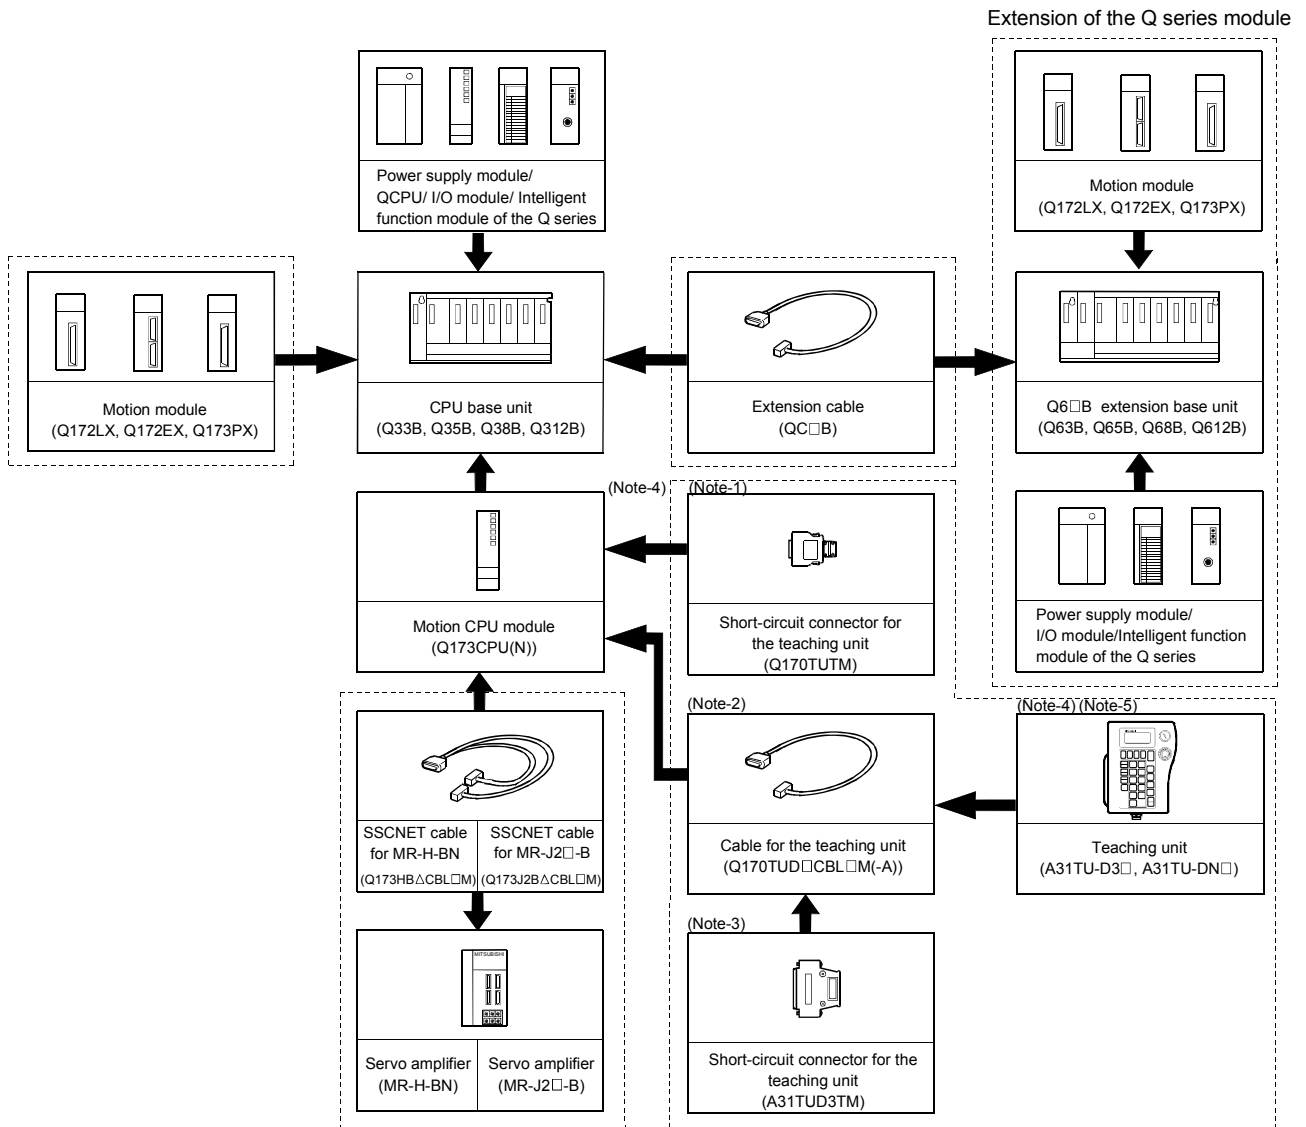 Extension of the Q series module
Power supply module/
QCPU/ I/O module/ Intelligent
function module of the Q series
Motion module
(Q172LX, Q172EX, Q173PX)
Motion module
(Q172LX, Q172EX, Q173PX)
CPU base unit
(Q33B, Q35B, Q38B, Q312B)
Extension cable
(QC□B)
Q6□B extension base unit
(Q63B, Q65B, Q68B, Q612B)
(Note-4)
(Note-1)
Motion CPU module
(Q173CPU(N))
Short-circuit connector for
the teaching unit
(Q170TUTM)
Power supply module/
I/O module/Intelligent function
module of the Q series
(Note-2)
(Note-4) (Note-5)
SSCNET cable
for MR-H-BN
(Q173HB△CBL□M)
SSCNET cable
for MR-J2□-B
(Q173J2B△CBL□M)
Cable for the teaching unit
(Q170TUD□CBL□M(-A))
Teaching unit
(A31TU-D3□, A31TU-DN□)
(Note-3)
MITSUBISHI
Servo amplifier
(MR-H-BN)
Servo amplifier
(MR-J2□-B)
Short-circuit connector for the
teaching unit
(A31TUD3TM)